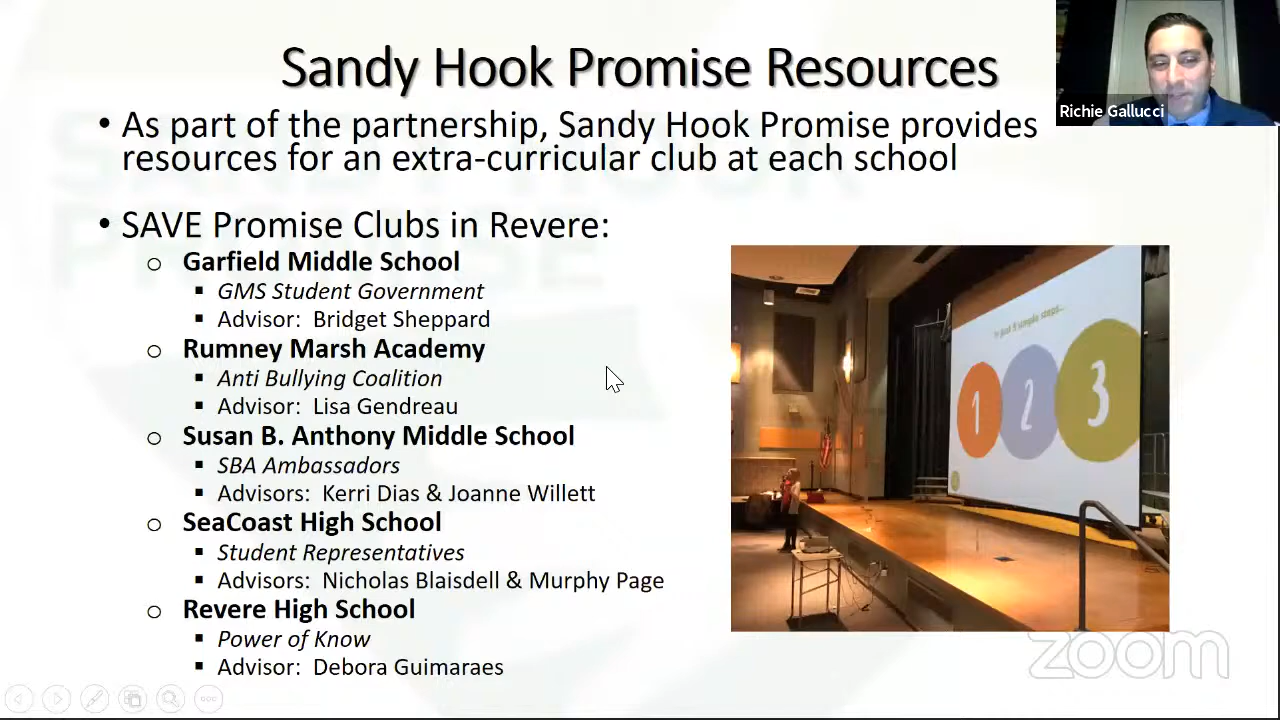 Sandy Hook Promise Resources
Richie Gallucci
• As part of the partnership, Sandy Hook Promise provides
resources for an extra-curricular club at each school
• SAVE Promise Clubs in Revere:
o Garfield Middle School
▪ GMS Student Government
▪ Advisor: Bridget Sheppard
o Rumney Marsh Academy
▪ Anti Bullying Coalition
▪ Advisor: Lisa Gendreau
o Susan B. Anthony Middle School
▪ SBA Ambassadors
▪ Advisors: Kerri Dias & Joanne Willett
o SeaCoast High School
▪ Student Representatives
▪ Advisors: Nicholas Blaisdell & Murphy Page
o Revere High School
▪ Power of Know
▪ Advisor: Debora Guimaraes
simple steps...
1 2 3
zoom